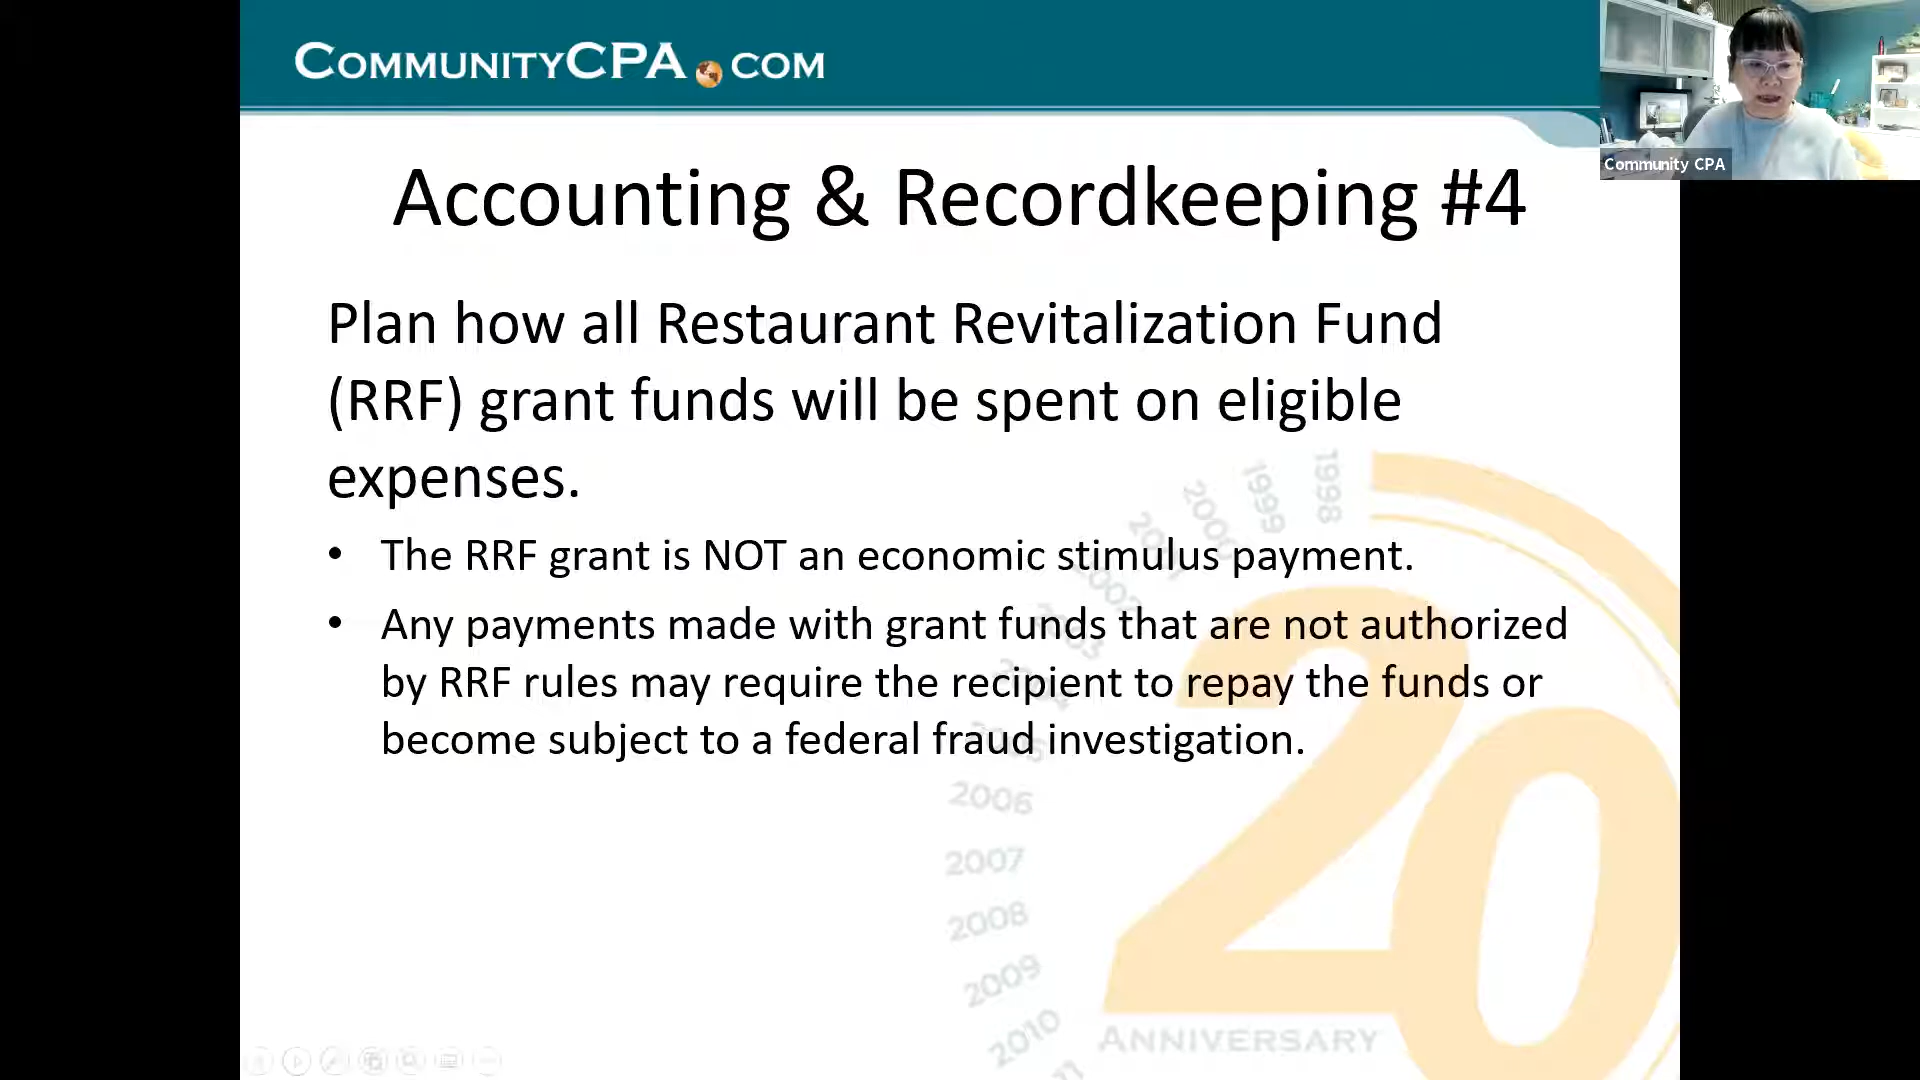 COMMUNITYCPA.COM
Community CPA
Accounting & Recordkeeping #4
Plan how all Restaurant Revitalization Fund
(RRF) grant funds will be spent on eligible
expenses.
• The RRF grant is NOT an economic stimulus payment.
• Any payments made with grant funds that are not authorized
by RRF rules may require the recipient to repay the funds or
become subject to a federal fraud investigation.
1998
1999
2000
2002
2006
2007
2008
2009
2010
20
ANNIVERSARY